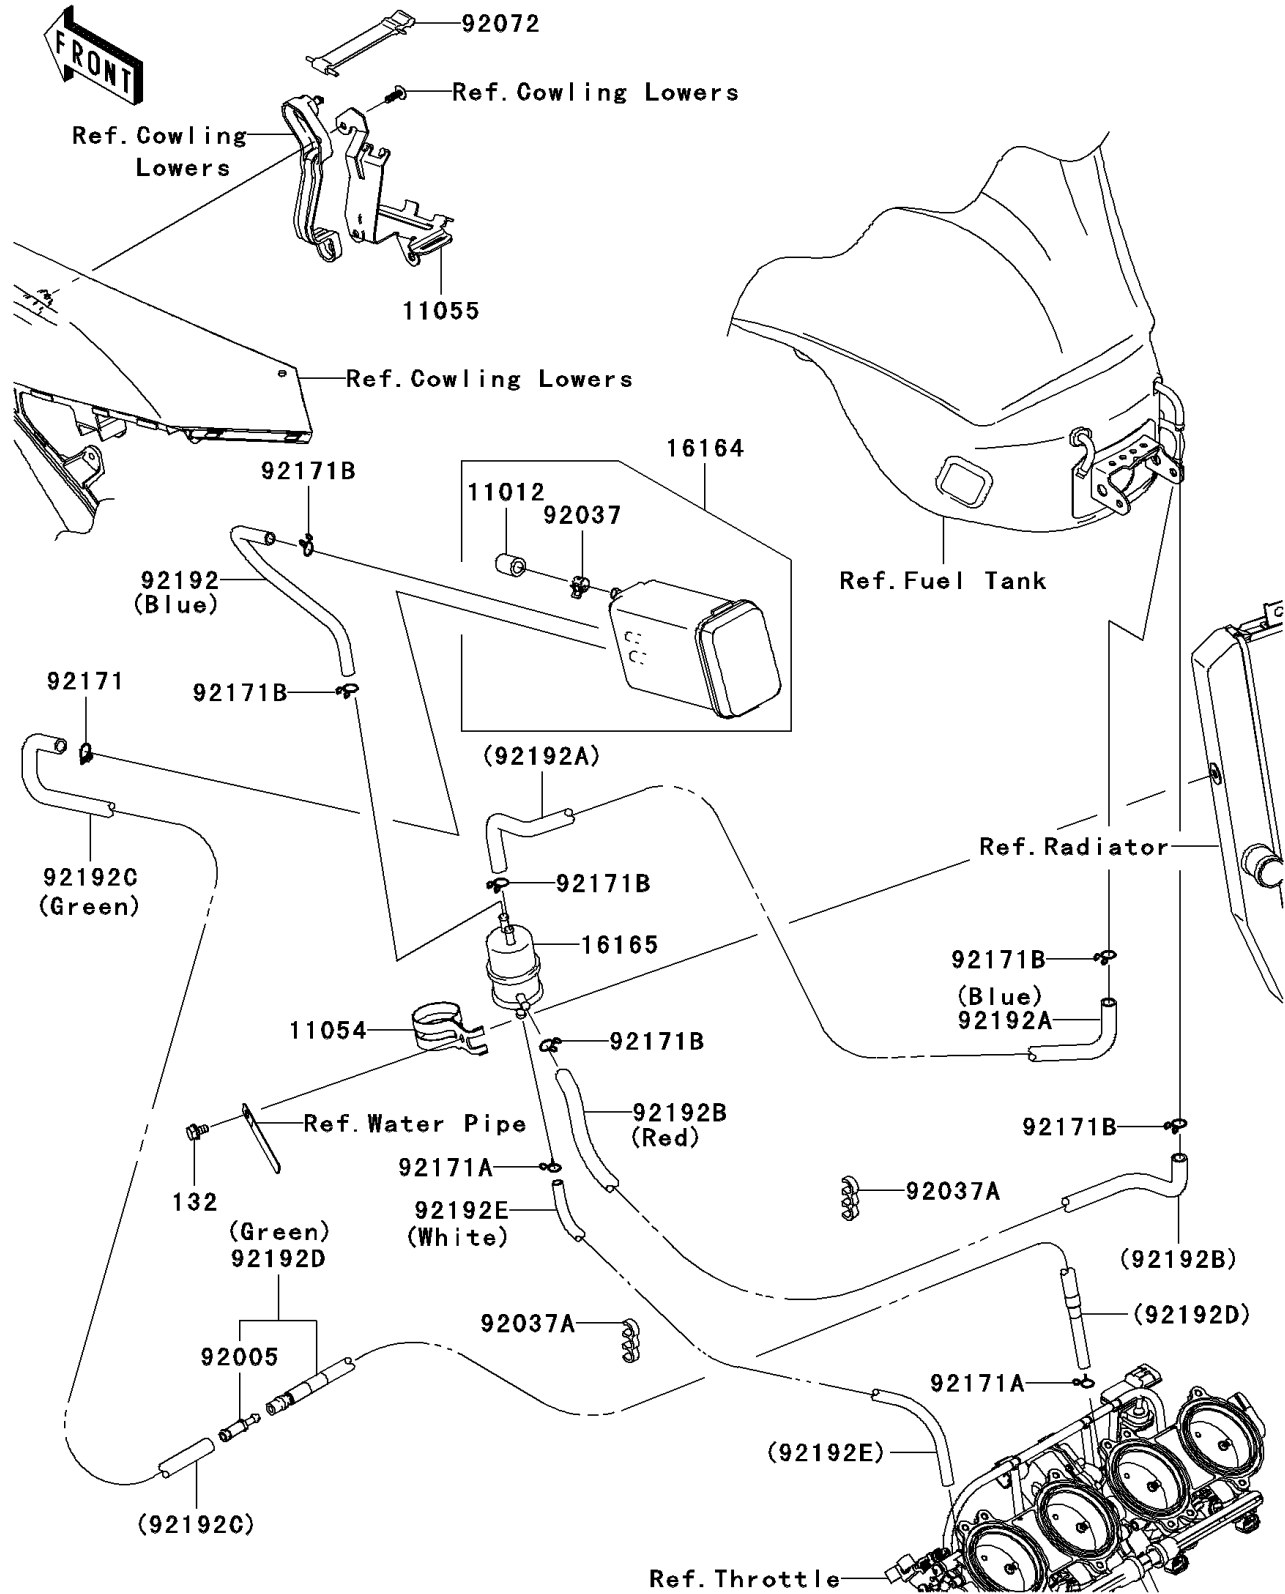 92072
FRONT
Ref.Cowling Lowers
Ref.Cowling
Lowers
11055
Ref.Cowling Lowers
16164
92171B
11012
92037
92192
(Blue)
Ref.Fuel Tank
92171
92171B
(92192A)
Ref.Radiator
92192C
(Green)
92171B
16165
92171B
(Blue)
92192A
11054
92171B
92192B
(Red)
Ref.Water Pipe
92171B
92171A
132
92037A
92192E
(White)
(Green)
92192D
(92192B)
92037A
(92192D)
92005
92171A
(92192E)
(92192C)
Ref.Throttle